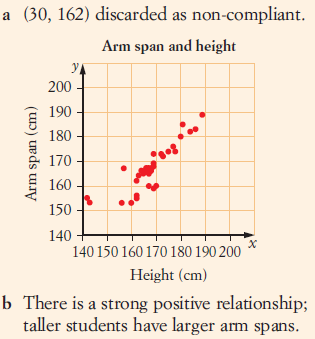 a (30, 162) discarded as non-compliant.
Arm span and height
y
200
190
180
170
160
150
140
Arm span (cm)
140 150 160 170 180 190 200
x
Height (cm)
b There is a strong positive relationship;
taller students have larger arm spans.